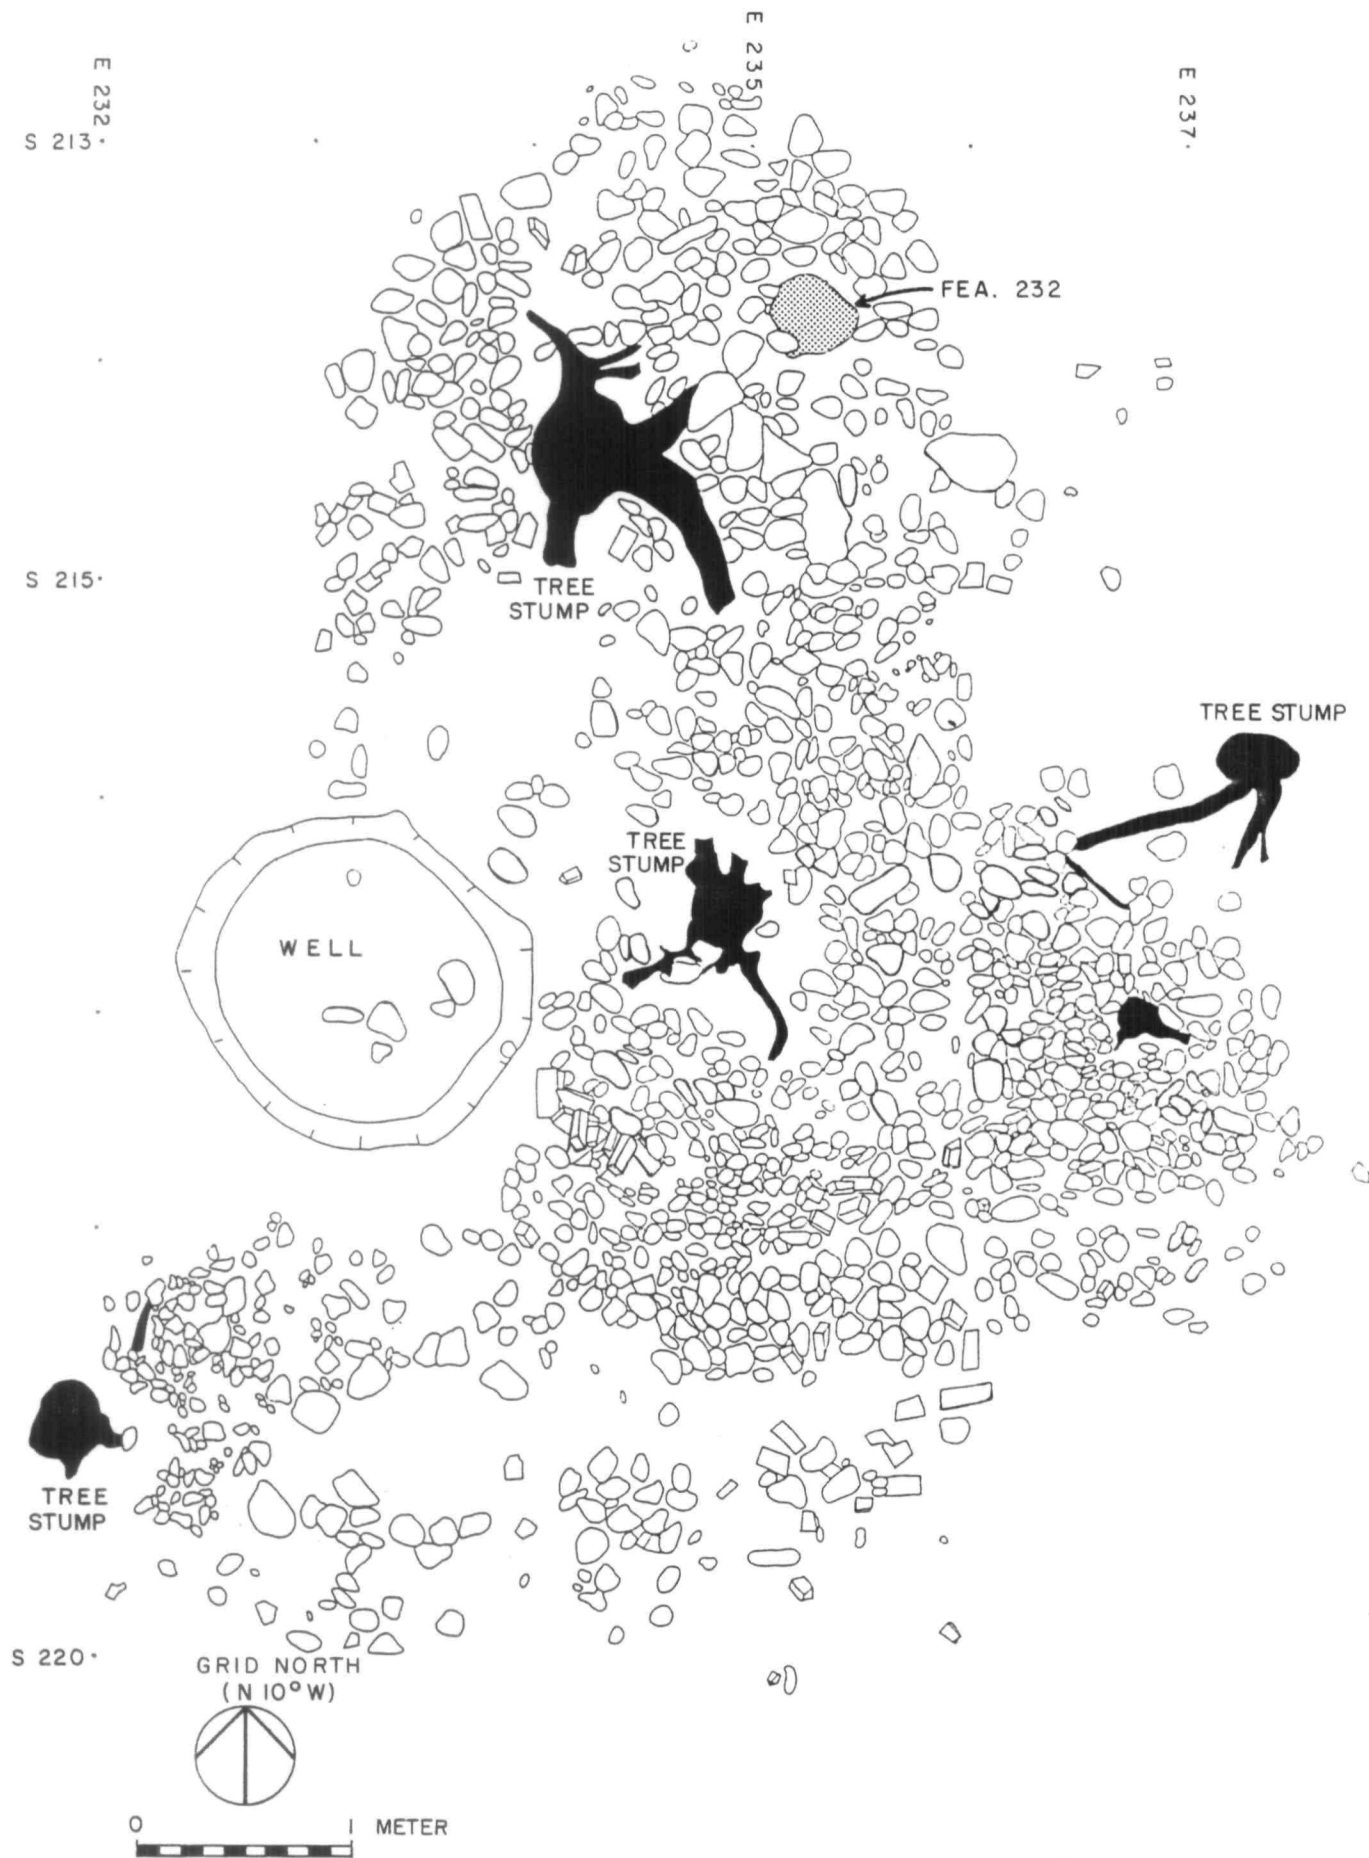 E 232
E 235
E 237
S 213
FEA. 232
S 215
TREE
STUMP
TREE STUMP
TREE
STUMP
WELL
TREE
STUMP
S 220
GRID NORTH
(N 10° W)
0 1 METER